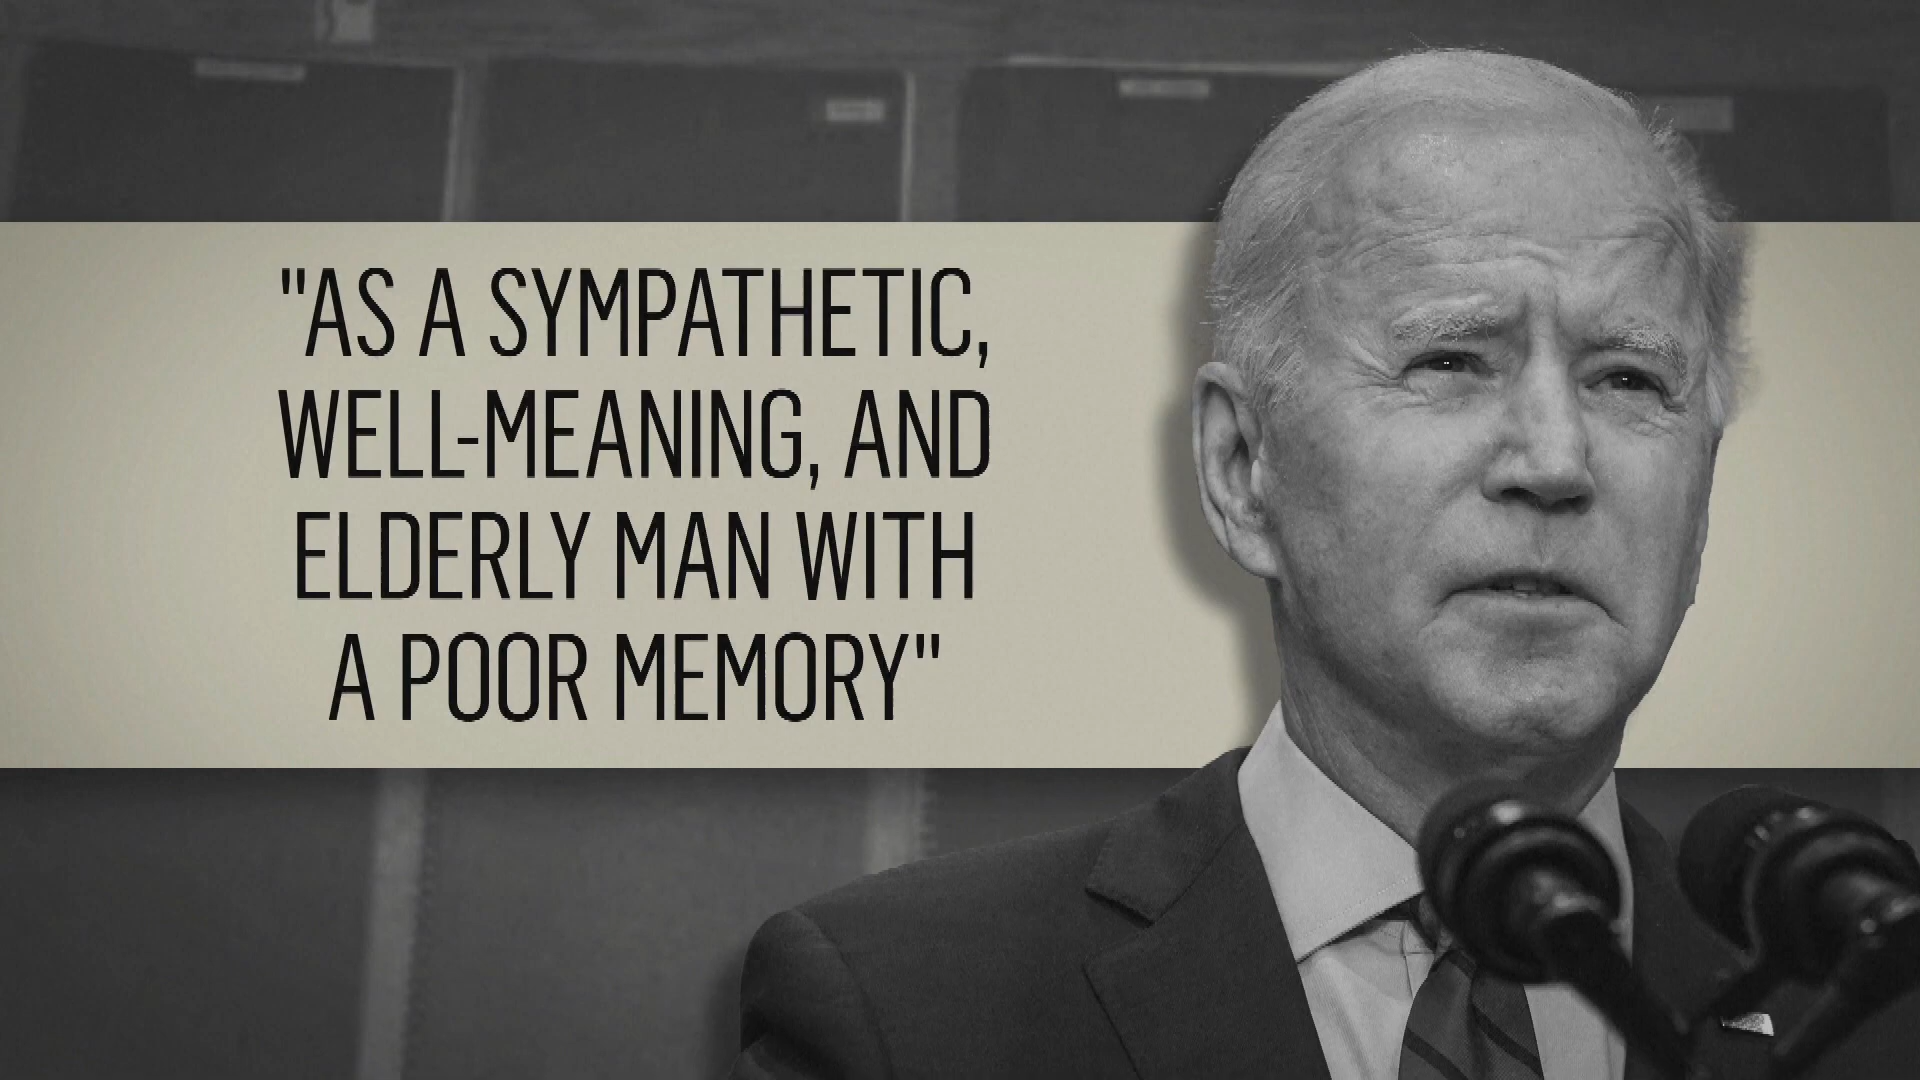 "AS A SYMPATHETIC,
WELL-MEANING, AND
ELDERLY MAN WITH
A POOR MEMORY"